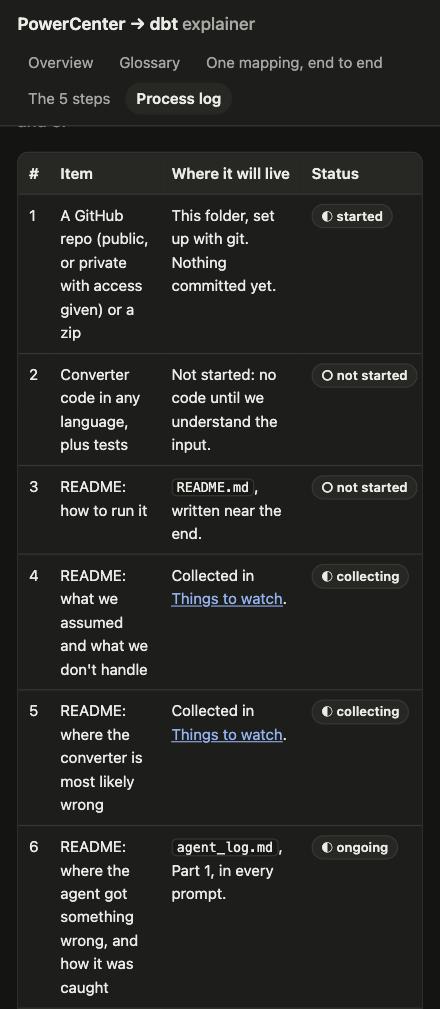 PowerCenter → dbt explainer
Overview Glossary One mapping, end to end
The 5 steps Process log
# Item Where it will live Status
1 A GitHub repo (public, or private with access given) or a zip This folder, set up with git. Nothing committed yet. started
2 Converter code in any language, plus tests Not started: no code until we understand the input. not started
3 README: how to run it README.md, written near the end. not started
4 README: what we assumed and what we don't handle Collected in Things to watch. collecting
5 README: where the converter is most likely wrong Collected in Things to watch. collecting
6 README: where the agent got something wrong, and how it was caught agent_log.md, Part 1, in every prompt. ongoing